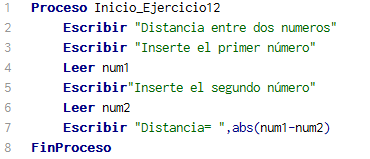 1 Proceso Inicio_Ejercicio12
2 Escribir "Distancia entre dos numeros"
3 Escribir "Inserte el primer número"
4 Leer num1
5 Escribir"Inserte el segundo número"
6 Leer num2
7 Escribir "Distancia= ",abs(num1-num2)
8 FinProceso